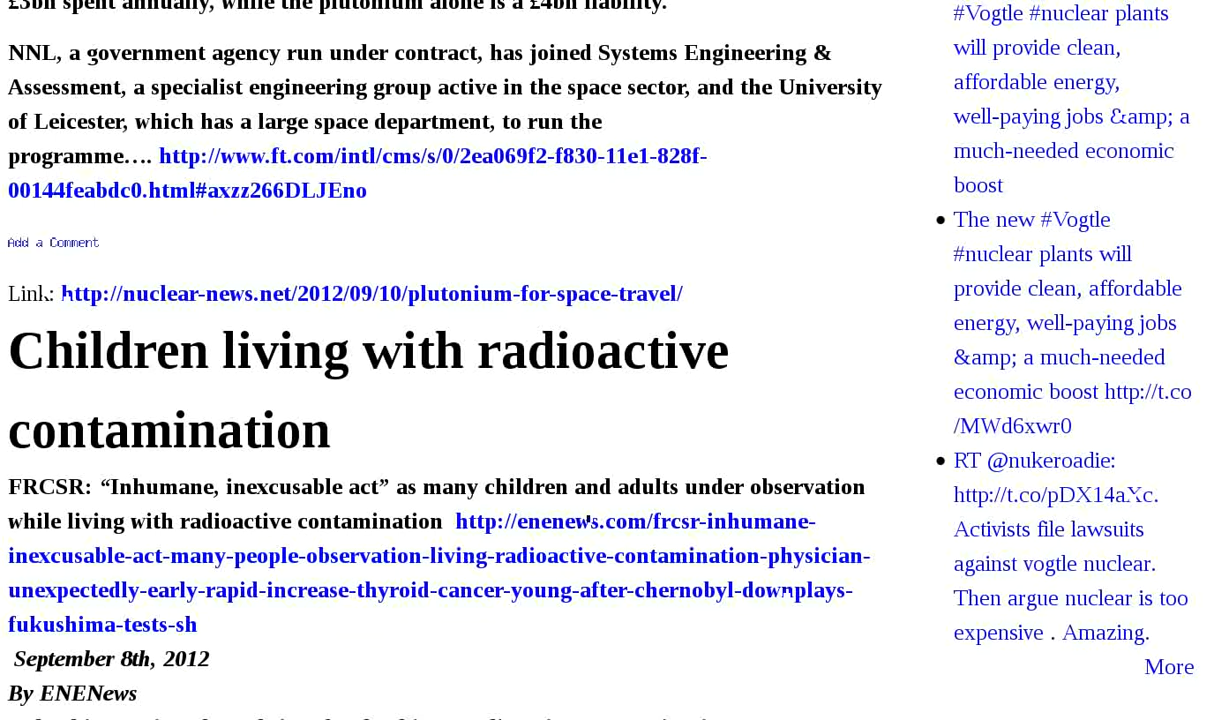 £3bn spent annually, while the plutonium alone is a £4bn liability.
NNL, a government agency run under contract, has joined Systems Engineering &
Assessment, a specialist engineering group active in the space sector, and the University
of Leicester, which has a large space department, to run the
programme…. http://www.ft.com/intl/cms/s/0/2ea069f2-f830-11e1-828f-
00144feabdc0.html#axzz266DLJEno
Add a Comment
Link: http://nuclear-news.net/2012/09/10/plutonium-for-space-travel/
Children living with radioactive
contamination
FRCSR: “Inhumane, inexcusable act” as many children and adults under observation
while living with radioactive contamination  http://enenews.com/frcsr-inhumane-
inexcusable-act-many-people-observation-living-radioactive-contamination-physician-
unexpectedly-early-rapid-increase-thyroid-cancer-young-after-chernobyl-downplays-
fukushima-tests-sh
September 8th, 2012
By ENENews
#Vogtle #nuclear plants
will provide clean,
affordable energy,
well-paying jobs &amp; a
much-needed economic
boost
• The new #Vogtle
#nuclear plants will
provide clean, affordable
energy, well-paying jobs
&amp; a much-needed
economic boost http://t.co
/MWd6xwr0
• RT @nukeroadie:
http://t.co/pDX14aXc.
Activists file lawsuits
against vogtle nuclear.
Then argue nuclear is too
expensive . Amazing.
More